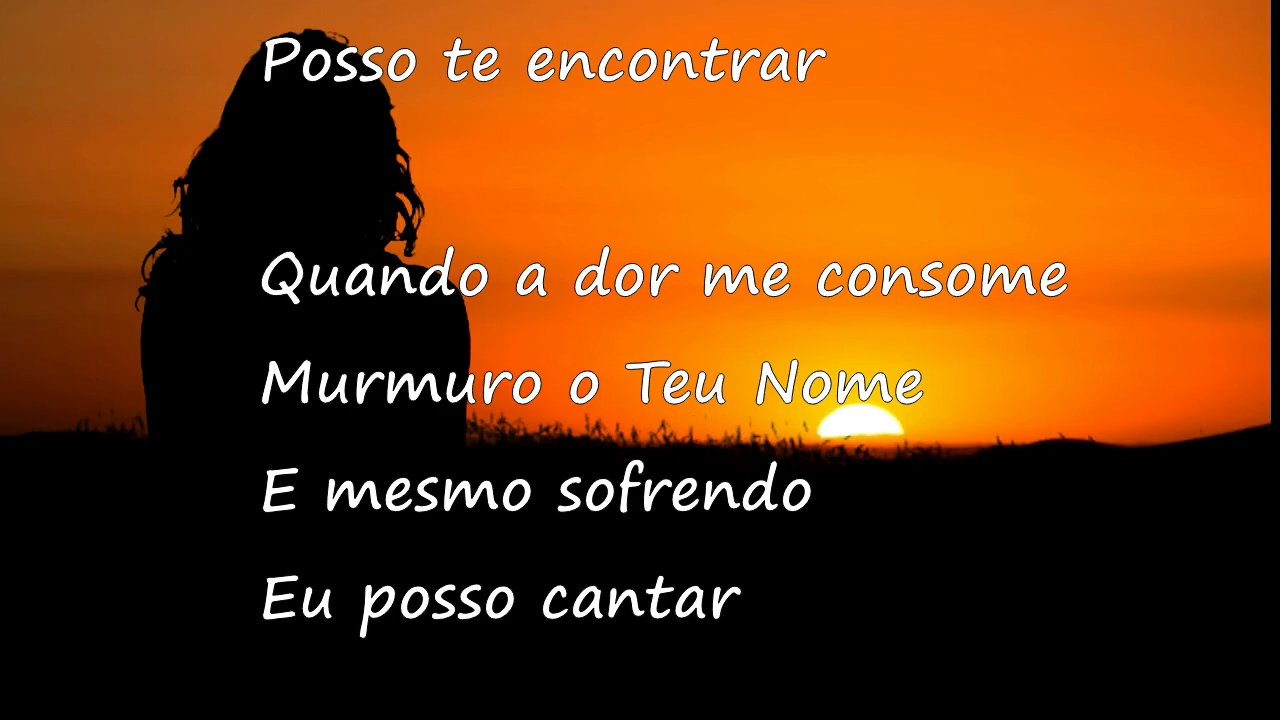 Posso te encontrar
Quando a dor me consome
Murmuro o Teu Nome
E mesmo sofrendo
Eu posso cantar